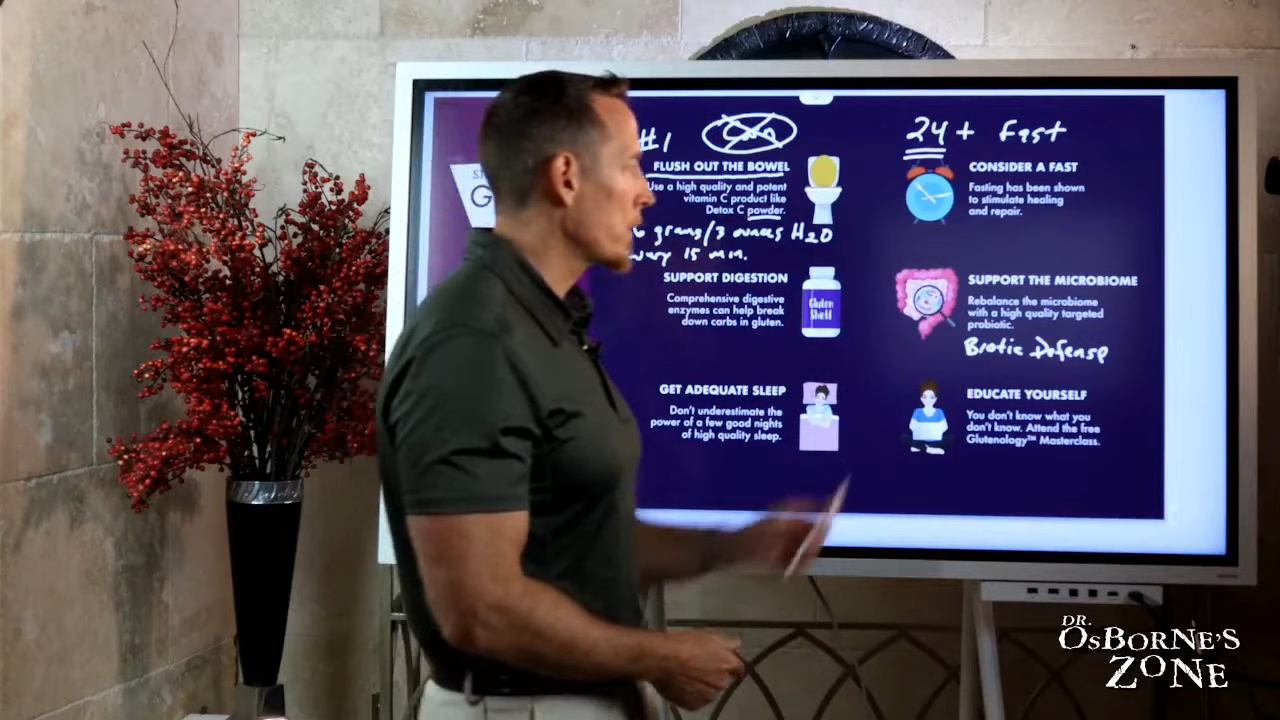 #1
24+ Fast
FLUSH OUT THE BOWEL
Use a high quality and potent
vitamin C product like
Detox C powder.
grams/3 ounces H2O
15 min.
CONSIDER A FAST
Fasting has been shown
to stimulate healing
and repair.
SUPPORT DIGESTION
Comprehensive digestive
enzymes can help break
down carbs in gluten.
Gluten
Shield
SUPPORT THE MICROBIOME
Rebalance the microbiome
with a high quality targeted
probiotic.
Biotic Defense
GET ADEQUATE SLEEP
Don't underestimate the
power of a few good nights
of high quality sleep.
EDUCATE YOURSELF
You don't know what you
don't know. Attend the free
Glutenology™ Masterclass.
DR.
OSBORNE'S
ZONE